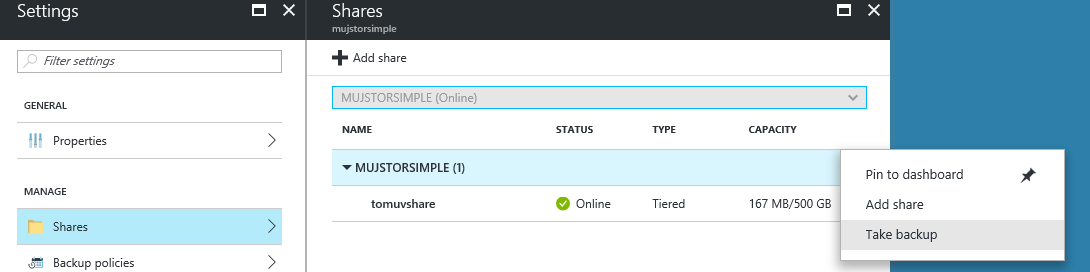 Settings
Filter settings
GENERAL
Properties
MANAGE
Shares
Backup policies
Shares
mujstorsimple
Add share
MUJSTORSIMPLE (Online)
NAME STATUS TYPE CAPACITY
MUJSTORSIMPLE (1)
tomuvshare Online Tiered 167 MB/500 GB
Pin to dashboard
Add share
Take backup